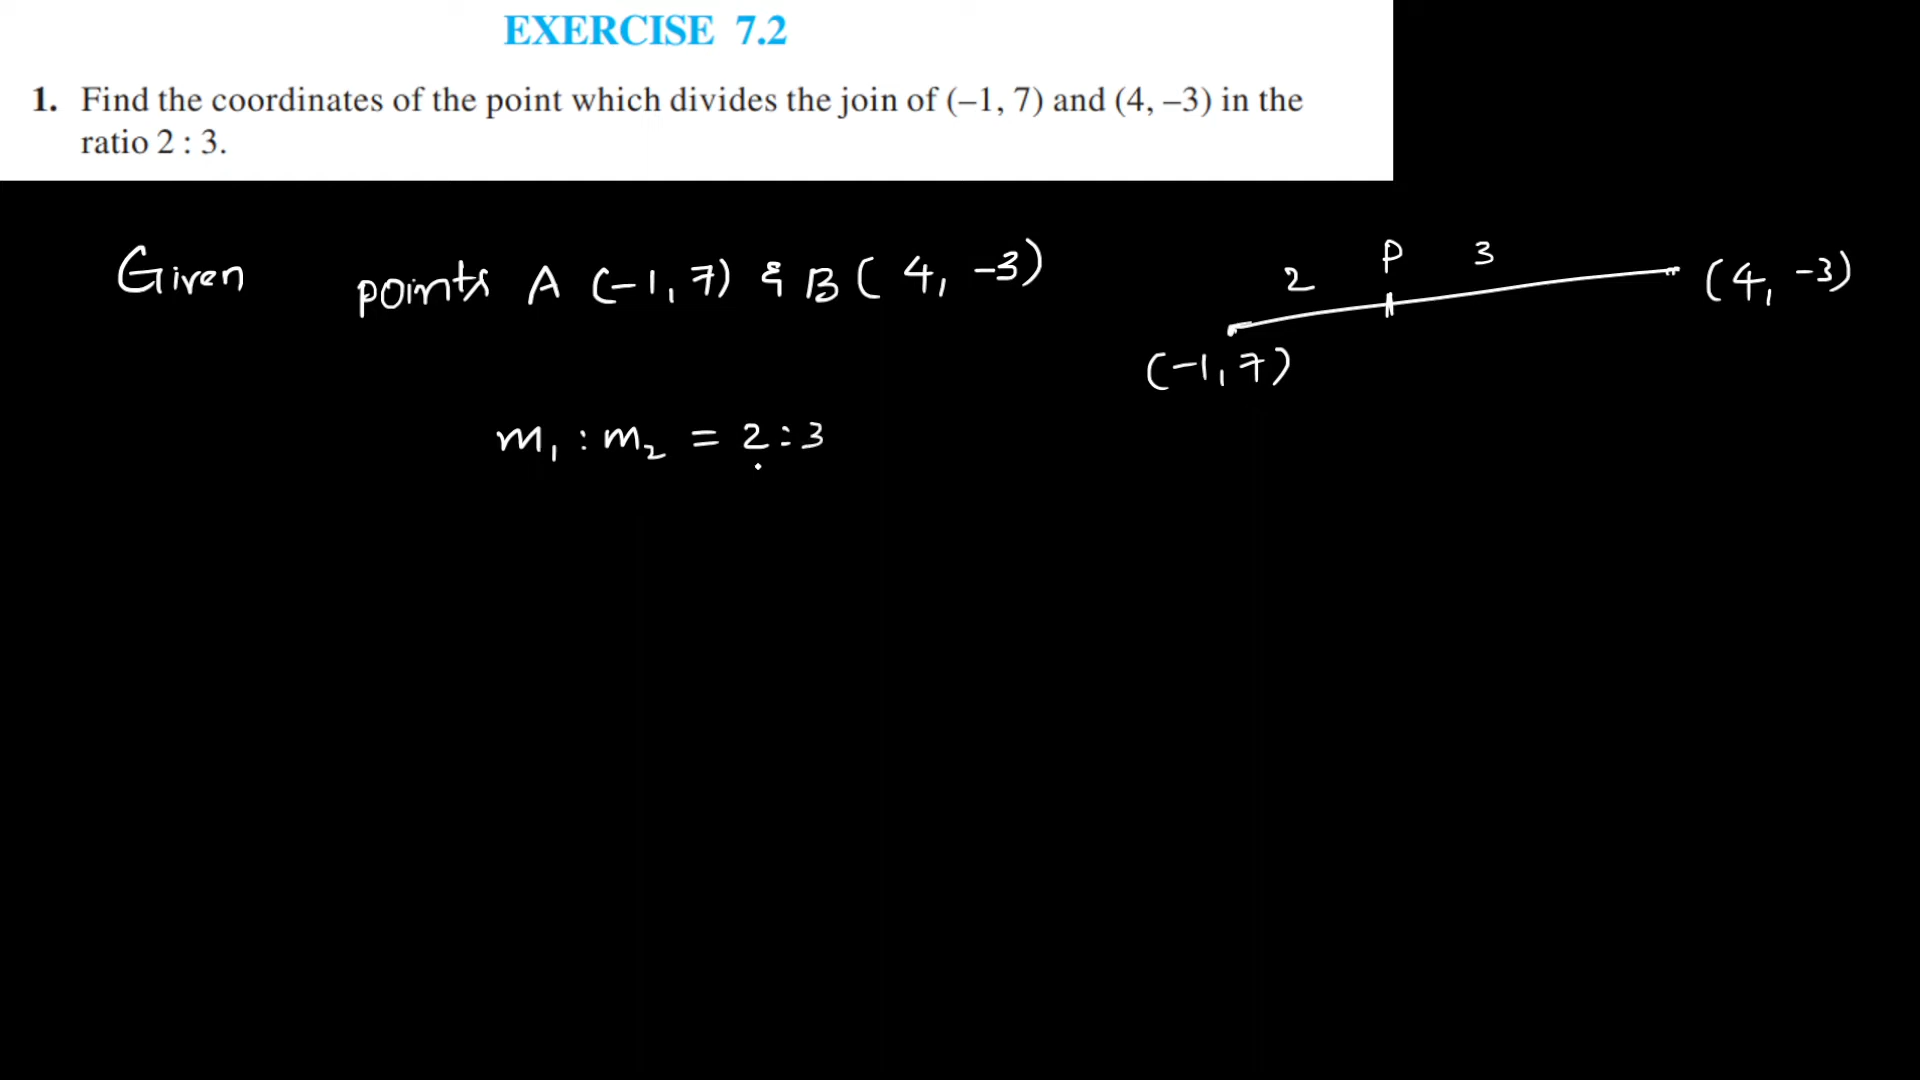 EXERCISE 7.2
1. Find the coordinates of the point which divides the join of (–1, 7) and (4, –3) in the
ratio 2 : 3.
Given points A (-1, 7) & B ( 4, -3)
2 P 3
(4, -3)
(-1, 7)
m₁ : m₂ = 2 : 3